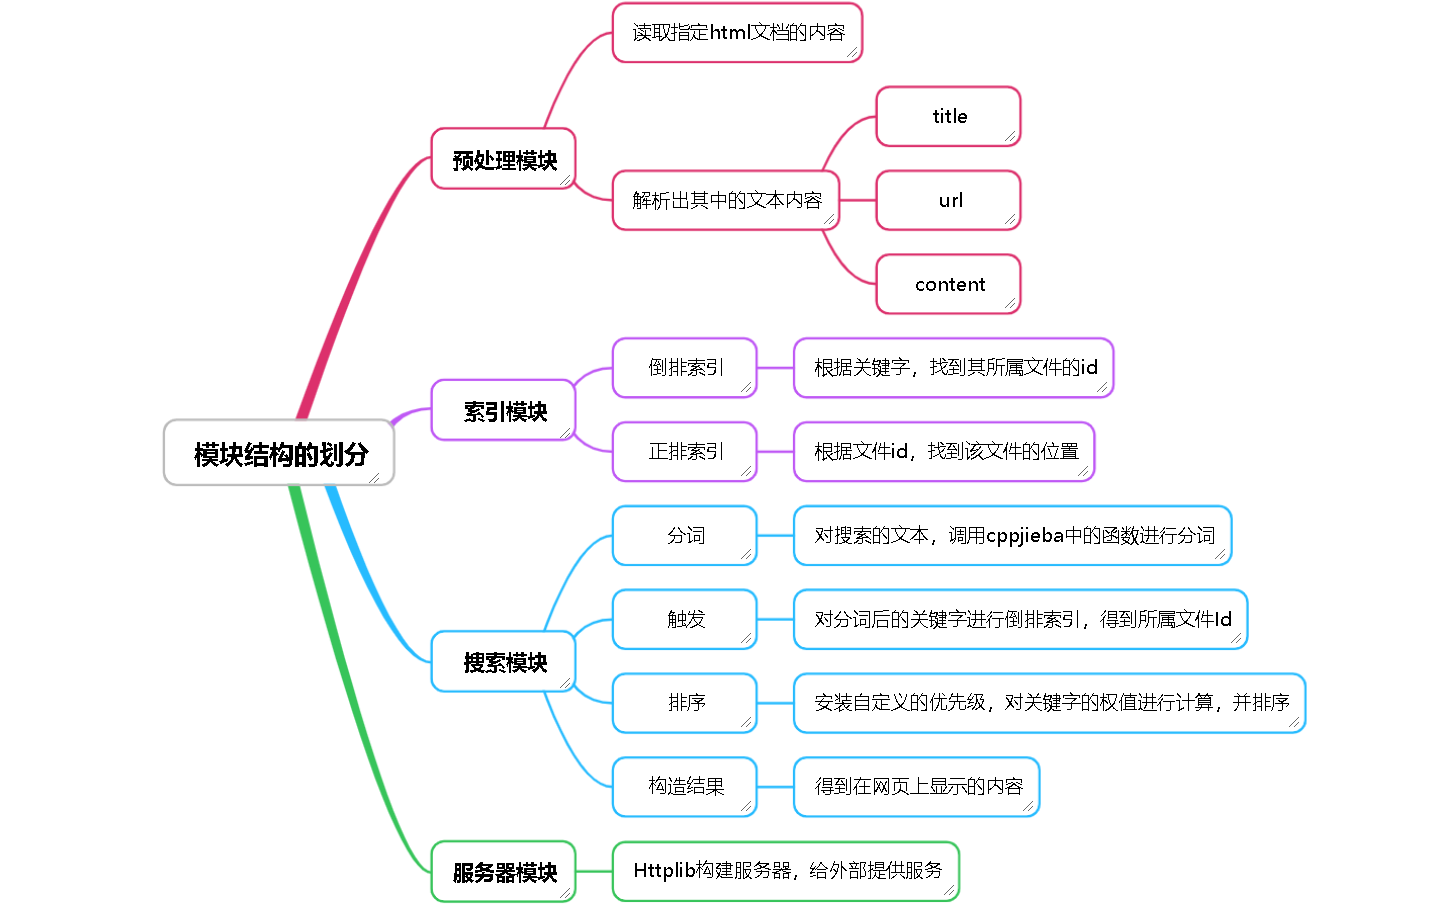 模块结构的划分
预处理模块
读取指定html文档的内容
解析出其中的文本内容
title
url
content
索引模块
倒排索引
根据关键字，找到其所属文件的id
正排索引
根据文件id，找到该文件的位置
搜索模块
分词
对搜索的文本，调用cppjieba中的函数进行分词
触发
对分词后的关键字进行倒排索引，得到所属文件Id
排序
安装自定义的优先级，对关键字的权值进行计算，并排序
构造结果
得到在网页上显示的内容
服务器模块
Httplib构建服务器，给外部提供服务